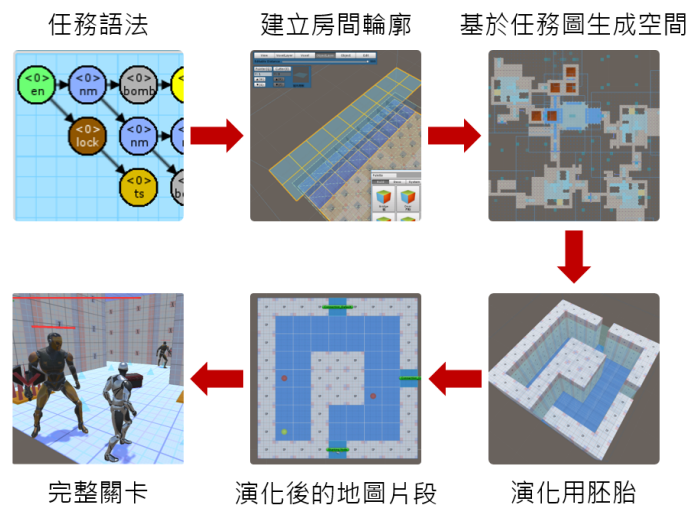 任務語法
建立房間輪廓
基於任務圖生成空間
<0>
en
<0>
nm
<0>
bomb
<0>
lock
<0>
nm
<0>
ts
完整關卡
演化後的地圖片段
演化用胚胎